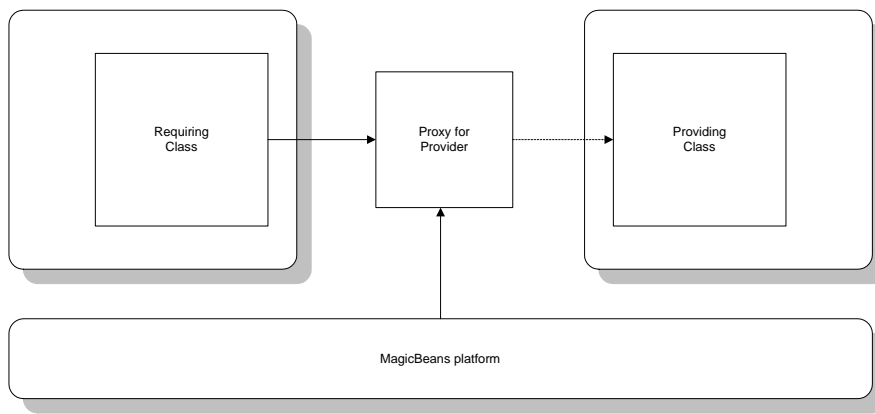 Requiring
Class
Proxy for
Provider
Providing
Class
MagicBeans platform